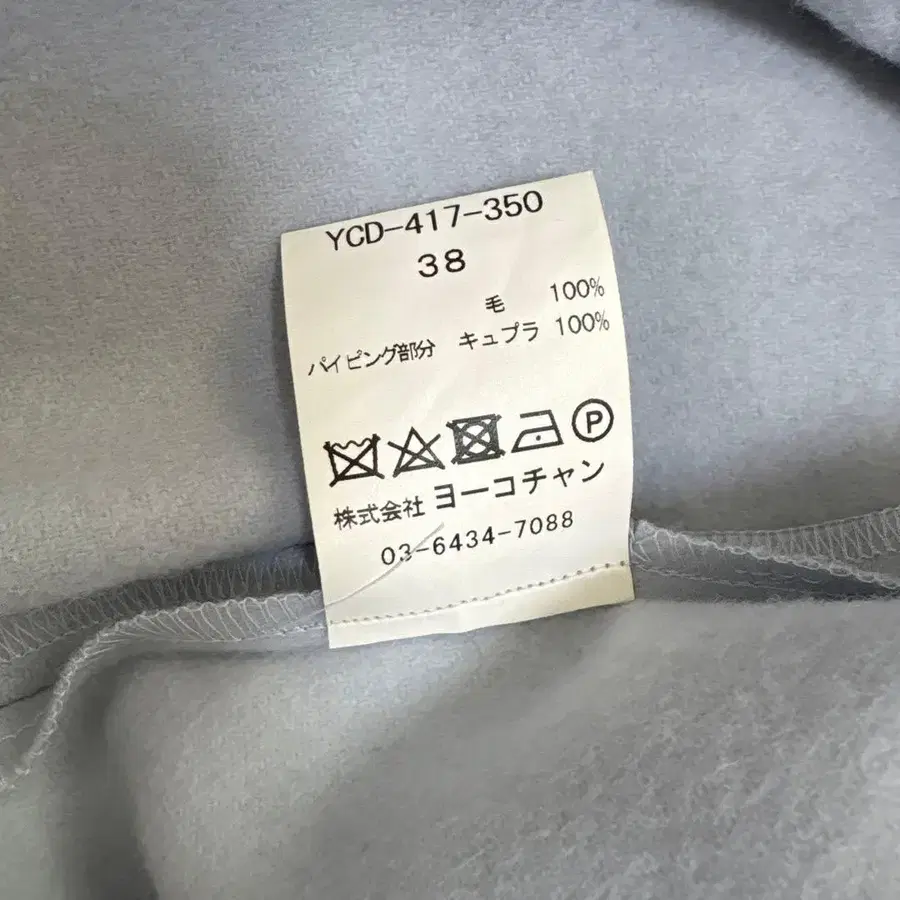 YCD-417-350
38
毛 100%
パイピング部分 キュプラ 100%
P
株式会社 ヨーコチャン
03-6434-7088